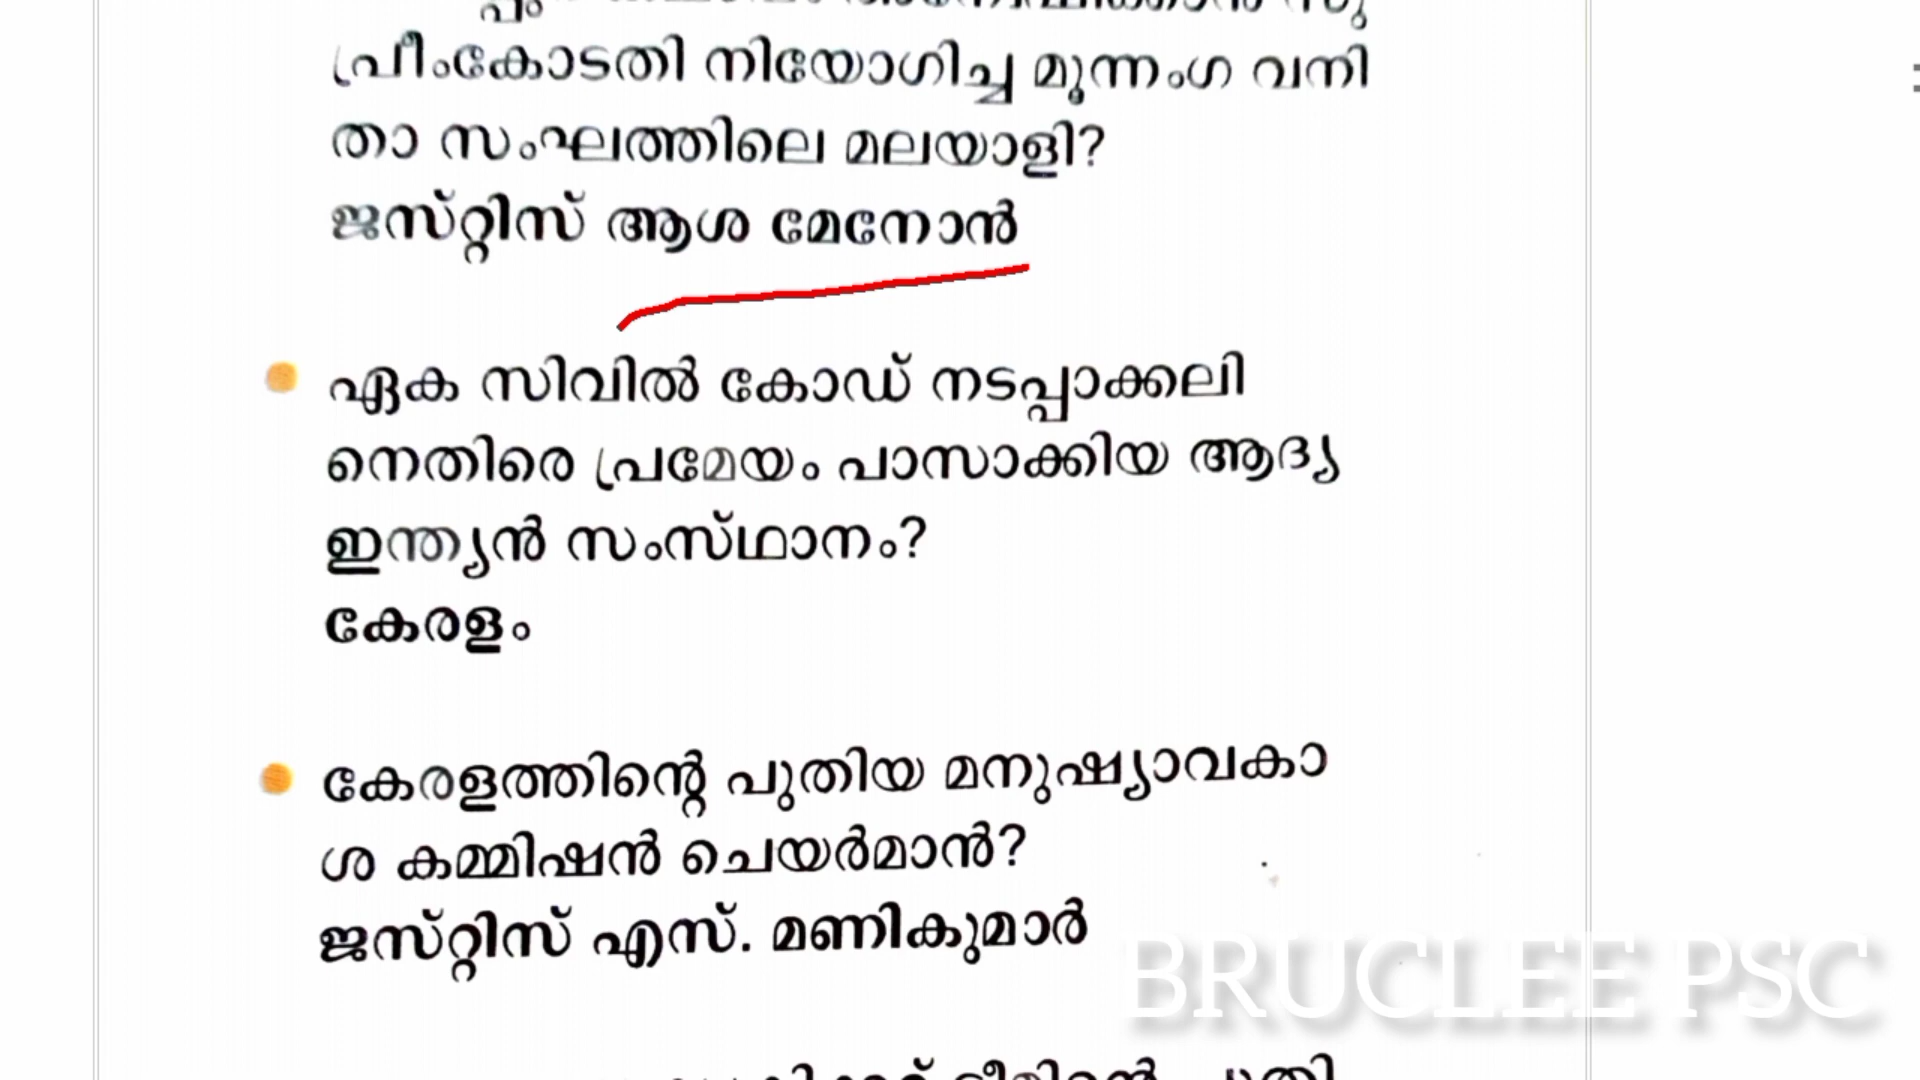 പ്രീംകോടതി നിയോഗിച്ച മൂന്നംഗ വനി
താ സംഘത്തിലെ മലയാളി?
ജസ്റ്റിസ് ആശ മേനോൻ
ഏക സിവിൽ കോഡ് നടപ്പാക്കലി
നെതിരെ പ്രമേയം പാസാക്കിയ ആദ്യ
ഇന്ത്യൻ സംസ്ഥാനം?
കേരളം
കേരളത്തിന്റെ പുതിയ മനുഷ്യാവകാ
ശ കമ്മിഷൻ ചെയർമാൻ?
ജസ്റ്റിസ് എസ്. മണികുമാർ
BRUCLEE PSC